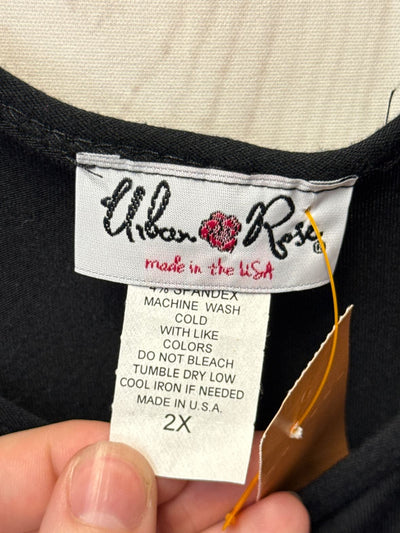 Urban Rose®
made in the USA
4% SPANDEX
MACHINE WASH
COLD
WITH LIKE
COLORS
DO NOT BLEACH
TUMBLE DRY LOW
COOL IRON IF NEEDED
MADE IN U.S.A.
2X